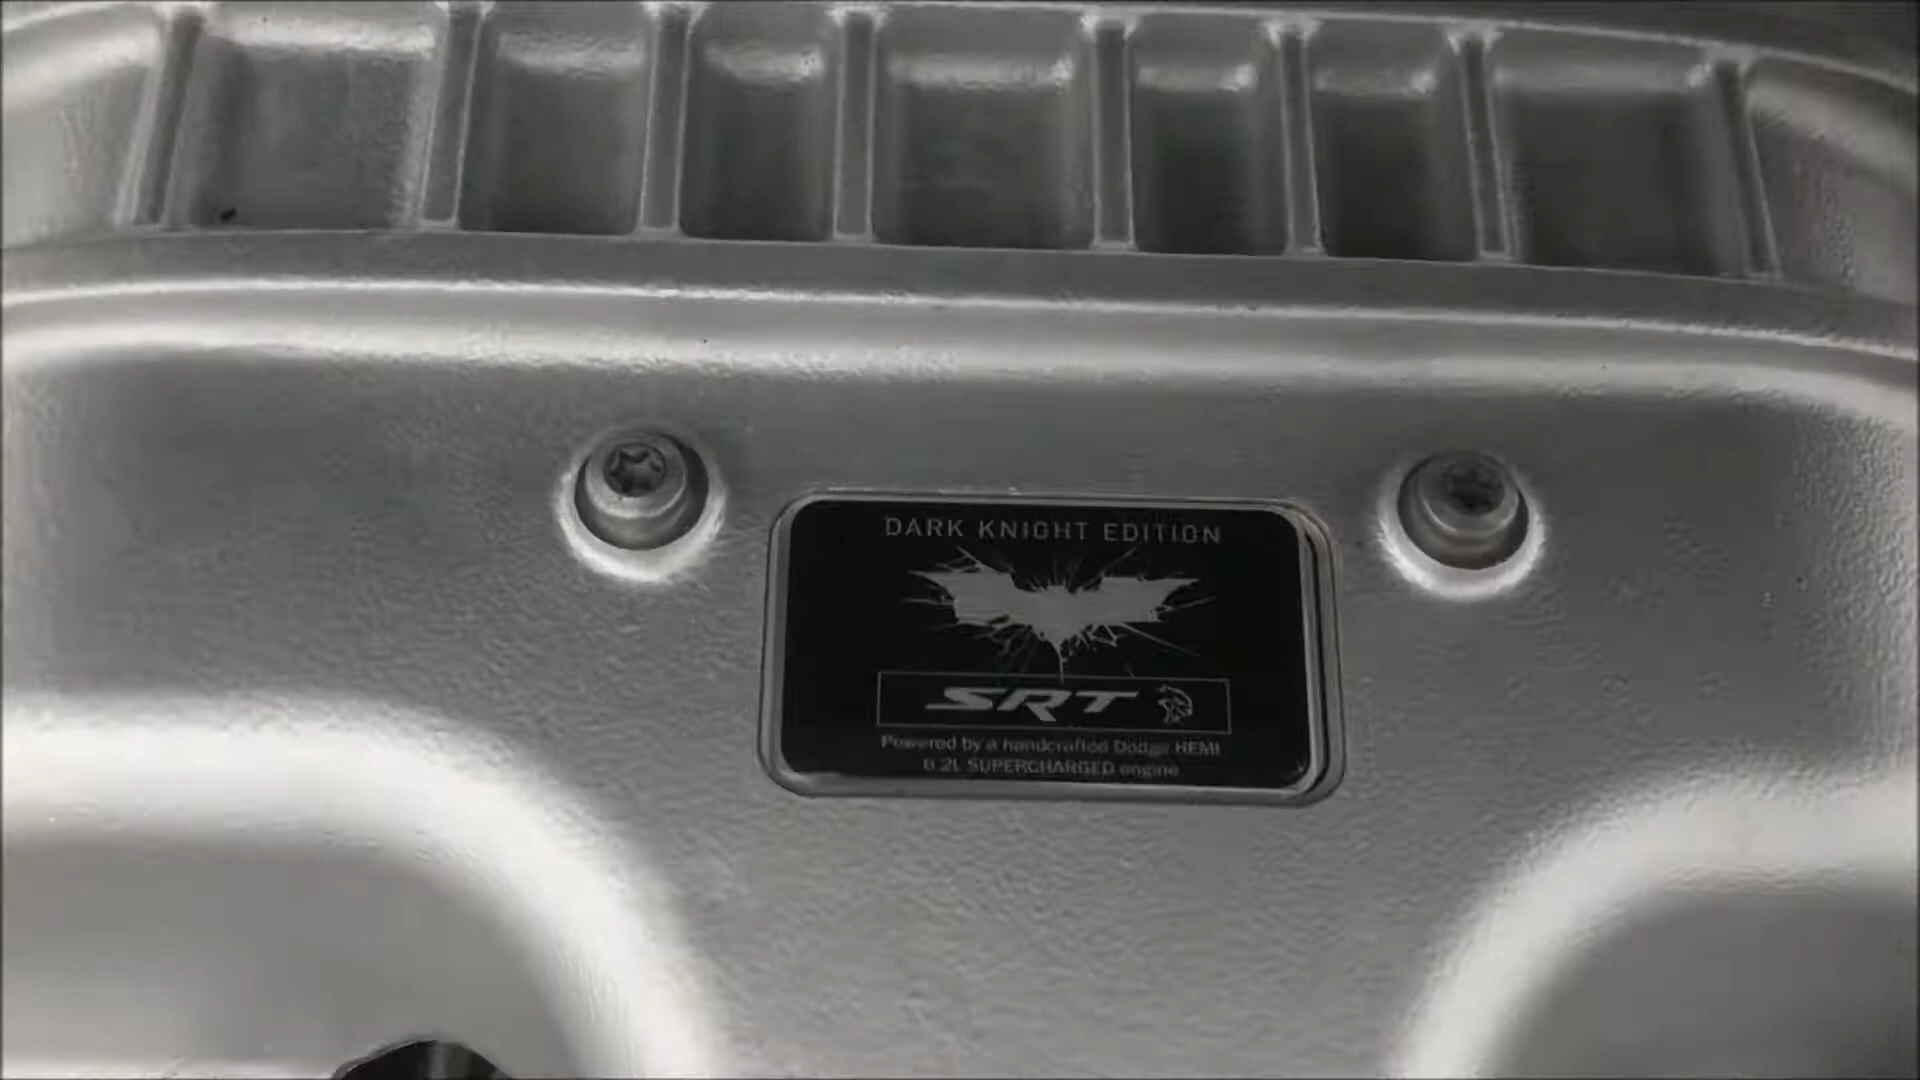 DARK KNIGHT EDITION
SRT
Powered by a handcrafted Dodge HEMI
6.2L SUPERCHARGED engine